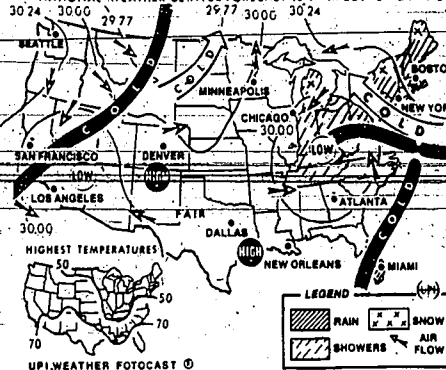 30.24 30.00 29.77 29.77 30.00 30.24
SEATTLE
COLD
COLD
MINNEAPOLIS
BOSTON
NEW YORK
COLD
CHICAGO
30.00
SAN FRANCISCO
DENVER
LOW
LOW
HIGH
LOS ANGELES
ATLANTA
FAIR
30.00
DALLAS
COLD
HIGHEST TEMPERATURES
HIGH
NEW ORLEANS
MIAMI
50
50
70
70
LEGEND
RAIN
SNOW
SHOWERS
AIR FLOW
UPI WEATHER FOTOCAST